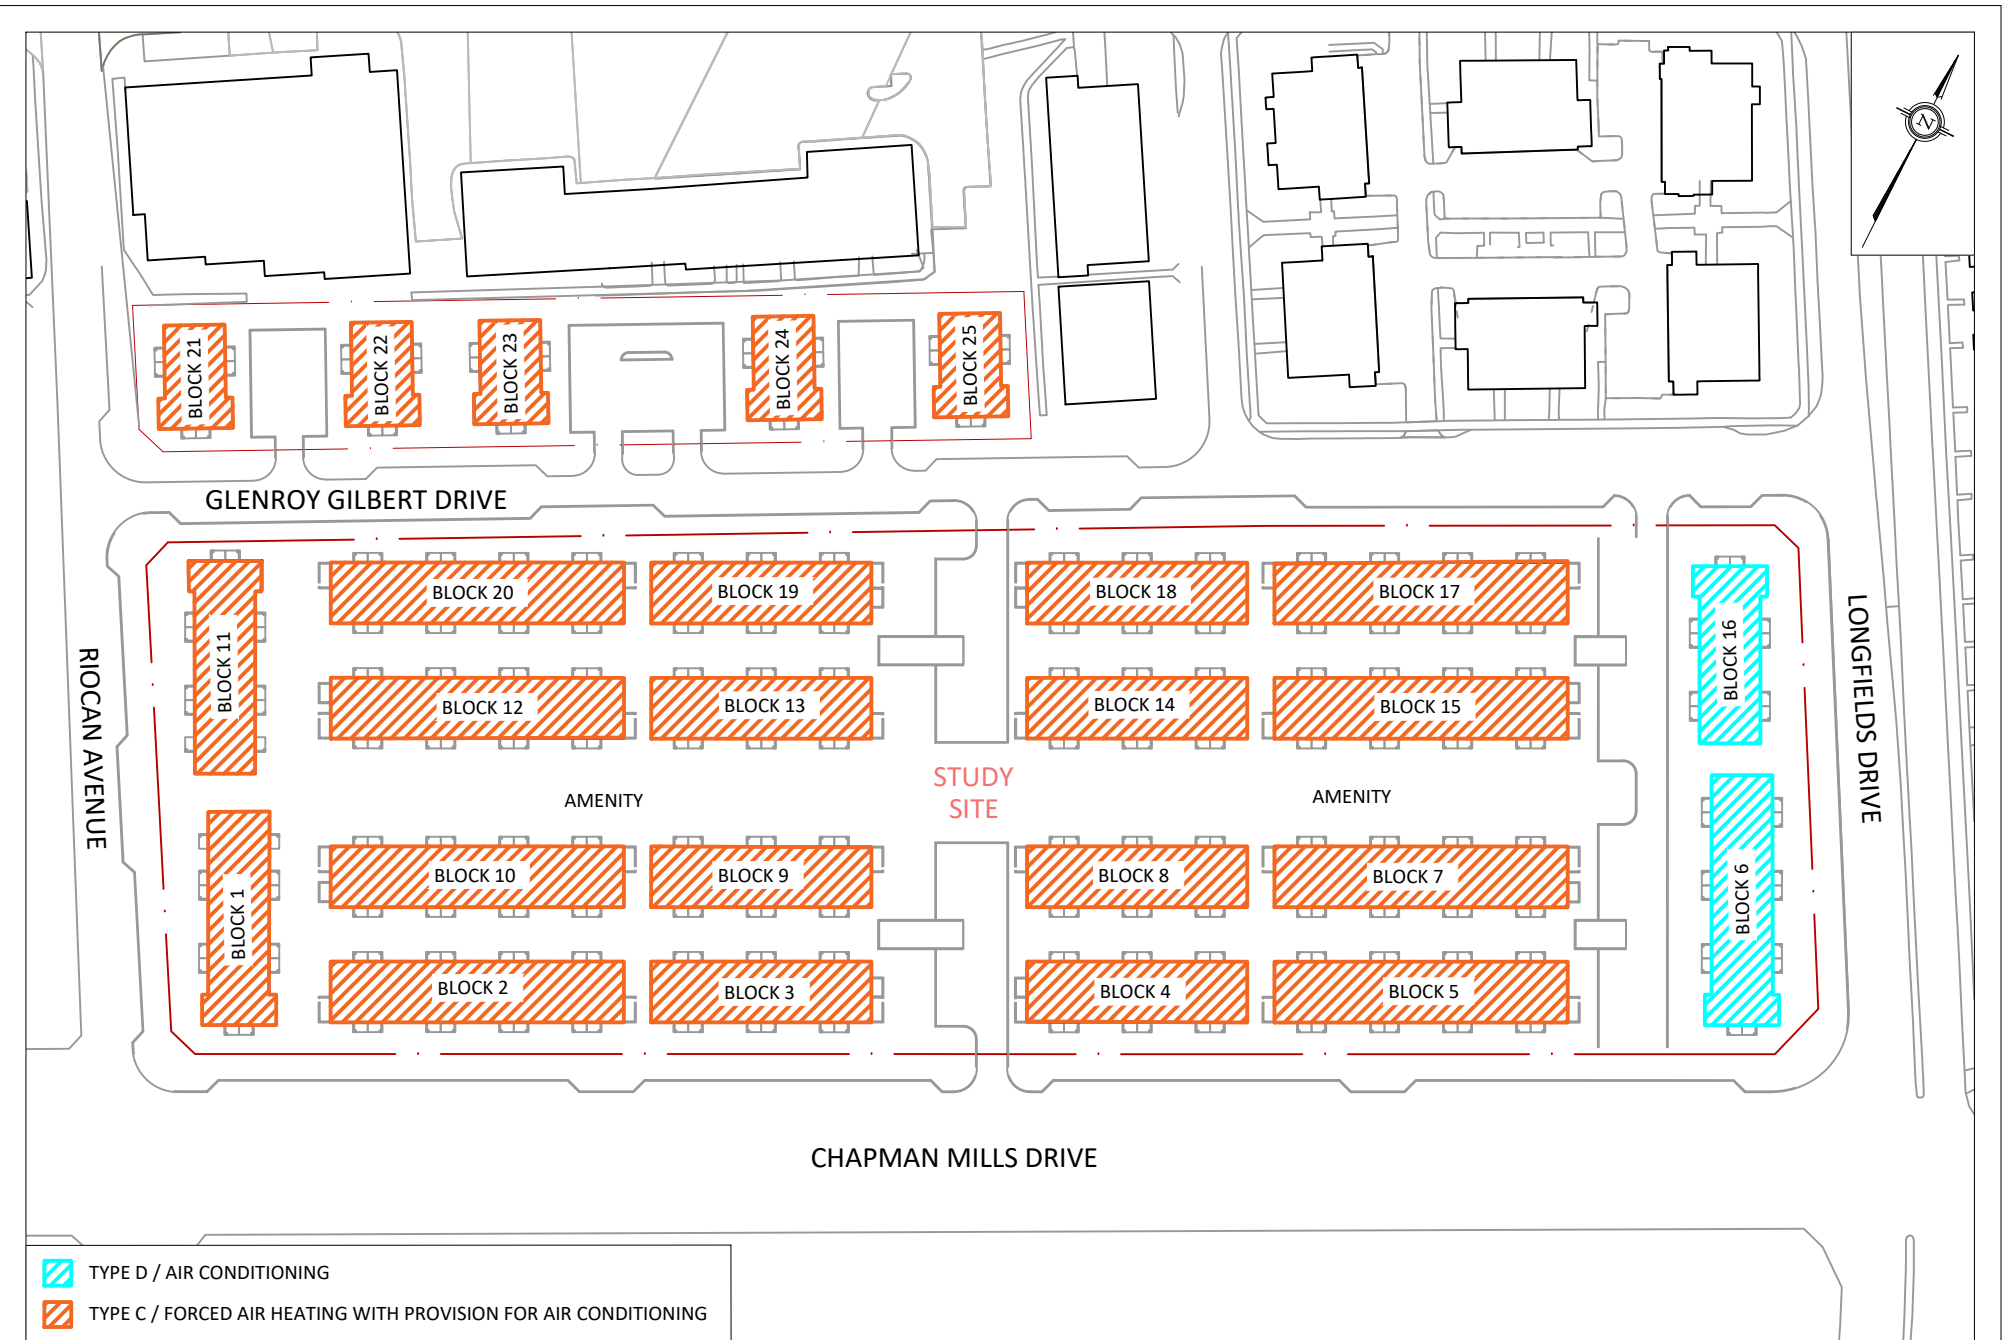 N
BLOCK 21
BLOCK 22
BLOCK 23
BLOCK 24
BLOCK 25
GLENROY GILBERT DRIVE
BLOCK 11
BLOCK 20
BLOCK 19
BLOCK 18
BLOCK 17
BLOCK 16
RIOCAN AVENUE
LONGFIELDS DRIVE
BLOCK 12
BLOCK 13
BLOCK 14
BLOCK 15
AMENITY
STUDY
SITE
AMENITY
BLOCK 1
BLOCK 10
BLOCK 9
BLOCK 8
BLOCK 7
BLOCK 6
BLOCK 2
BLOCK 3
BLOCK 4
BLOCK 5
CHAPMAN MILLS DRIVE
TYPE D / AIR CONDITIONING
TYPE C / FORCED AIR HEATING WITH PROVISION FOR AIR CONDITIONING